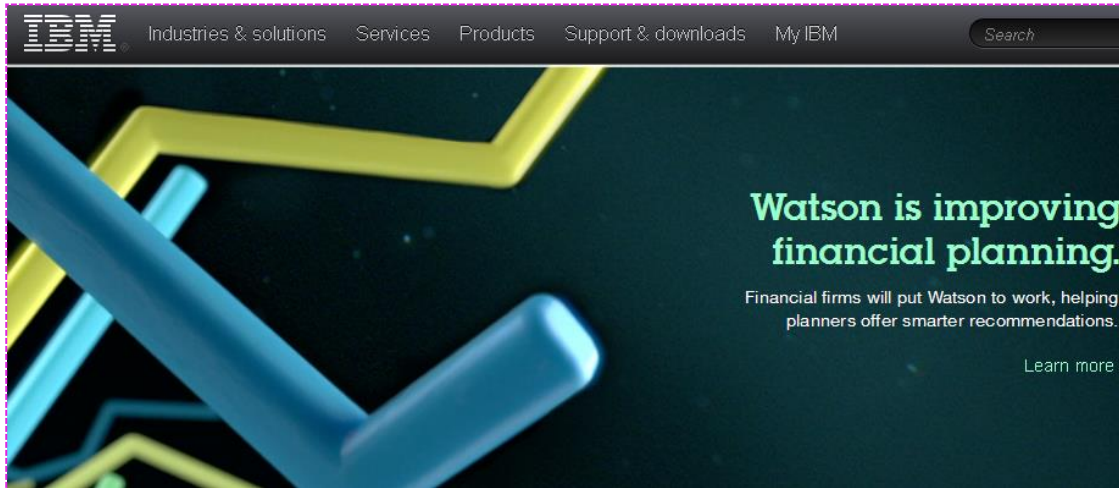 IBM®
Industries & solutions Services Products Support & downloads My IBM Search
Watson is improving
financial planning.
Financial firms will put Watson to work, helping
planners offer smarter recommendations.
Learn more